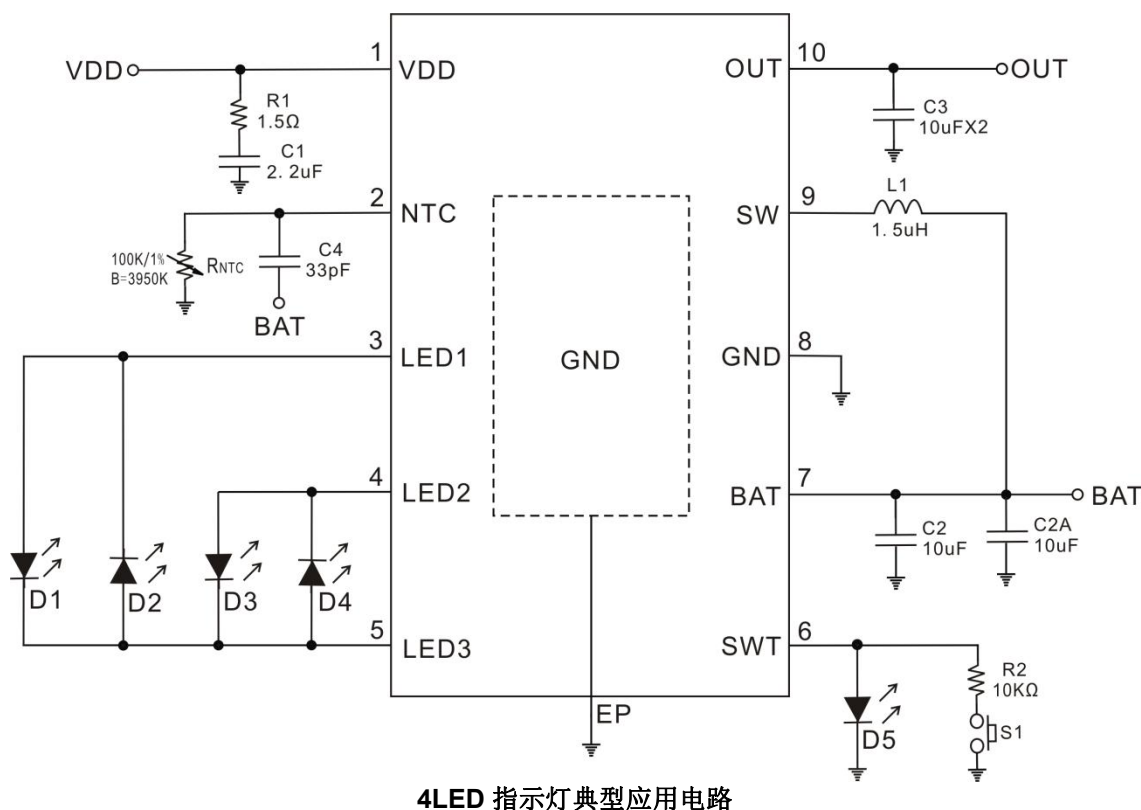 VDD
1
VDD
R1
1.5Ω
C1
2.2uF
2
NTC
100K/1%
B=3950K
RNTC
C4
33pF
BAT
3
LED1
4
LED2
D1
D2
D3
D4
5
LED3
GND
EP
10
OUT
OUT
C3
10uFX2
9
SW
L1
1.5uH
8
GND
7
BAT
BAT
C2
10uF
C2A
10uF
6
SWT
D5
R2
10KΩ
S1
4LED 指示灯典型应用电路